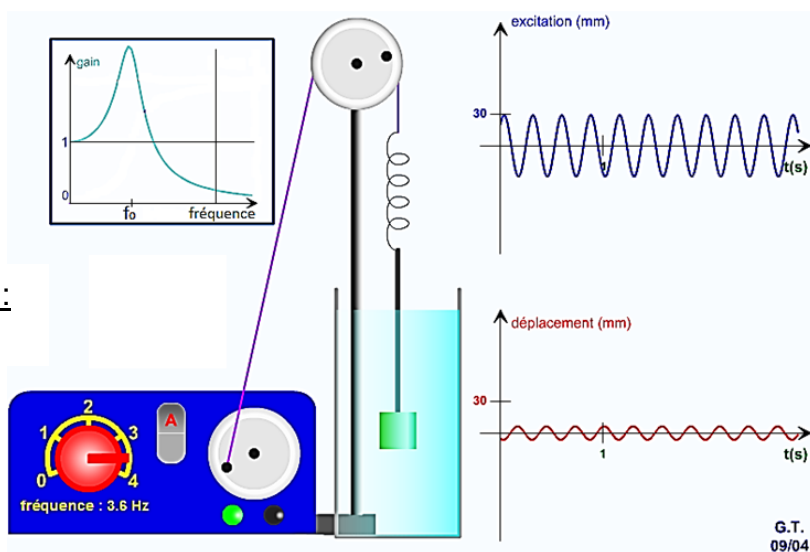 gain
1
0
f₀
fréquence
:
A
0
1
2
3
4
fréquence : 3.6 Hz
excitation (mm)
30
1
t(s)
déplacement (mm)
30
1
t(s)
G.T.
09/04